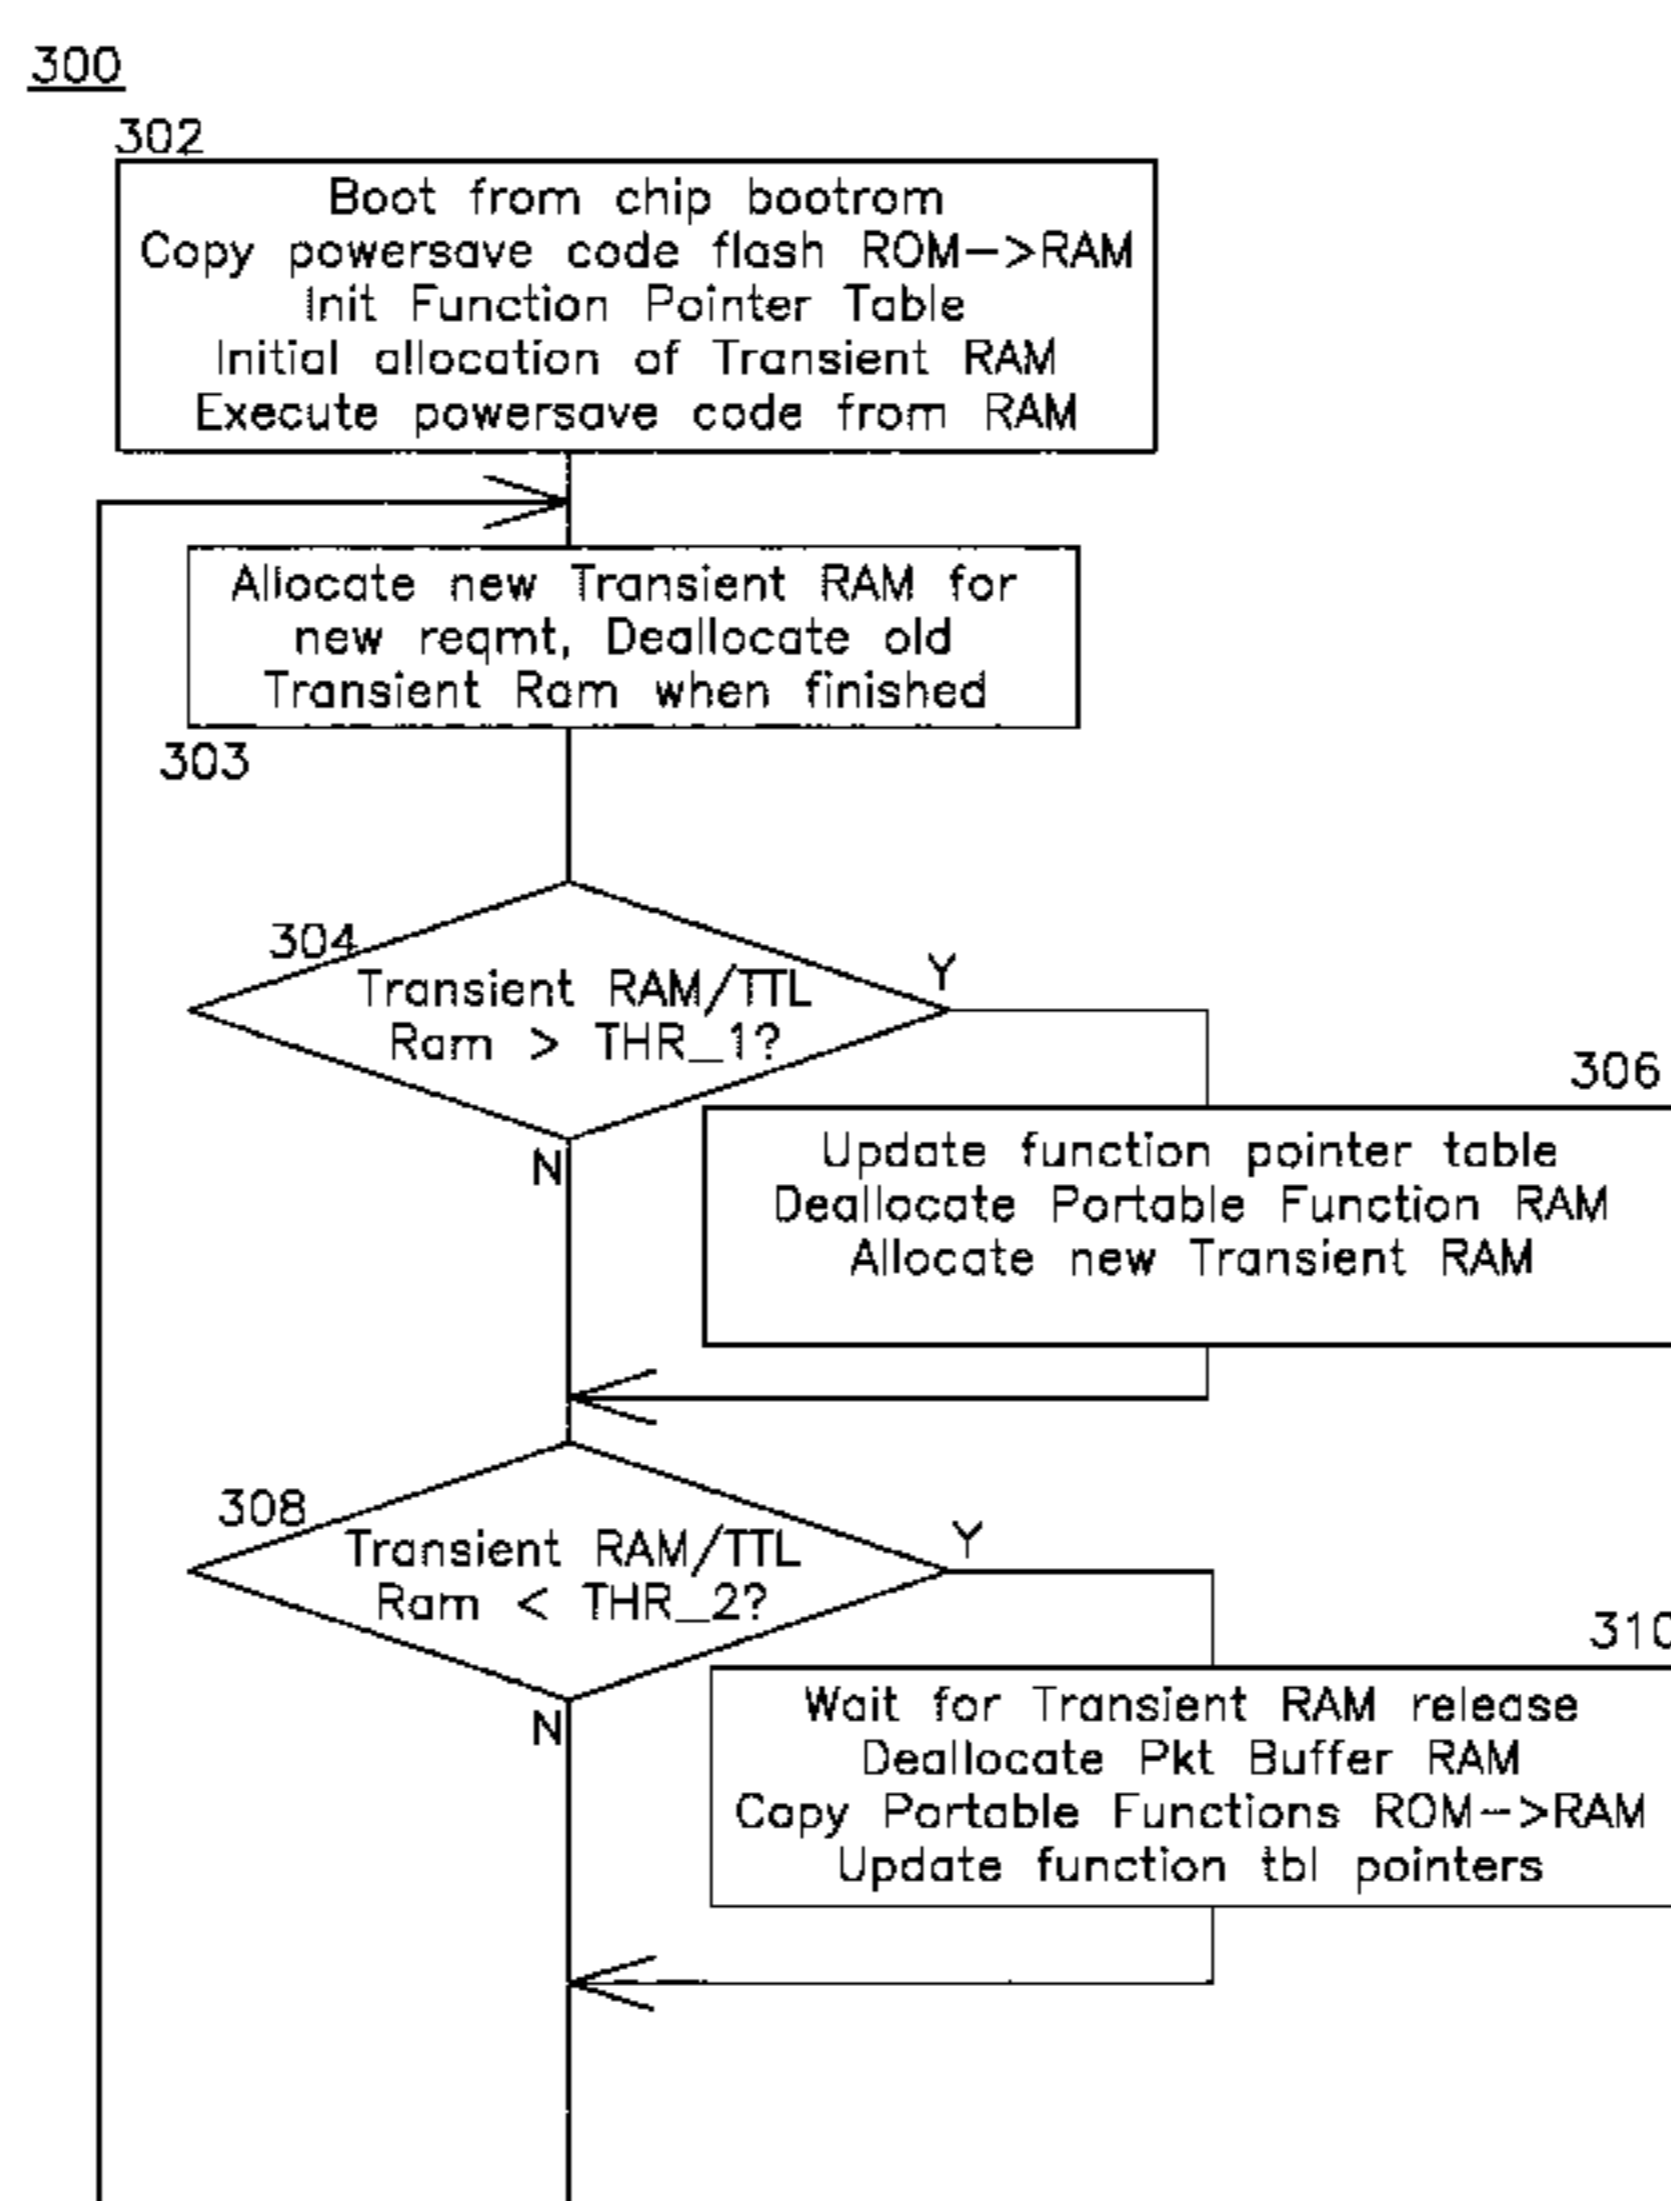 300
302
Boot from chip bootrom
Copy powersave code flash ROM->RAM
Init Function Pointer Table
Initial allocation of Transient RAM
Execute powersave code from RAM
Allocate new Transient RAM for
new reqmt, Deallocate old
Transient Ram when finished
303
304
Transient RAM/TTL
Ram > THR_1?
Y
N
306
Update function pointer table
Deallocate Portable Function RAM
Allocate new Transient RAM
308
Transient RAM/TTL
Ram < THR_2?
Y
N
310
Wait for Transient RAM release
Deallocate Pkt Buffer RAM
Copy Portable Functions ROM->RAM
Update function tbl pointers